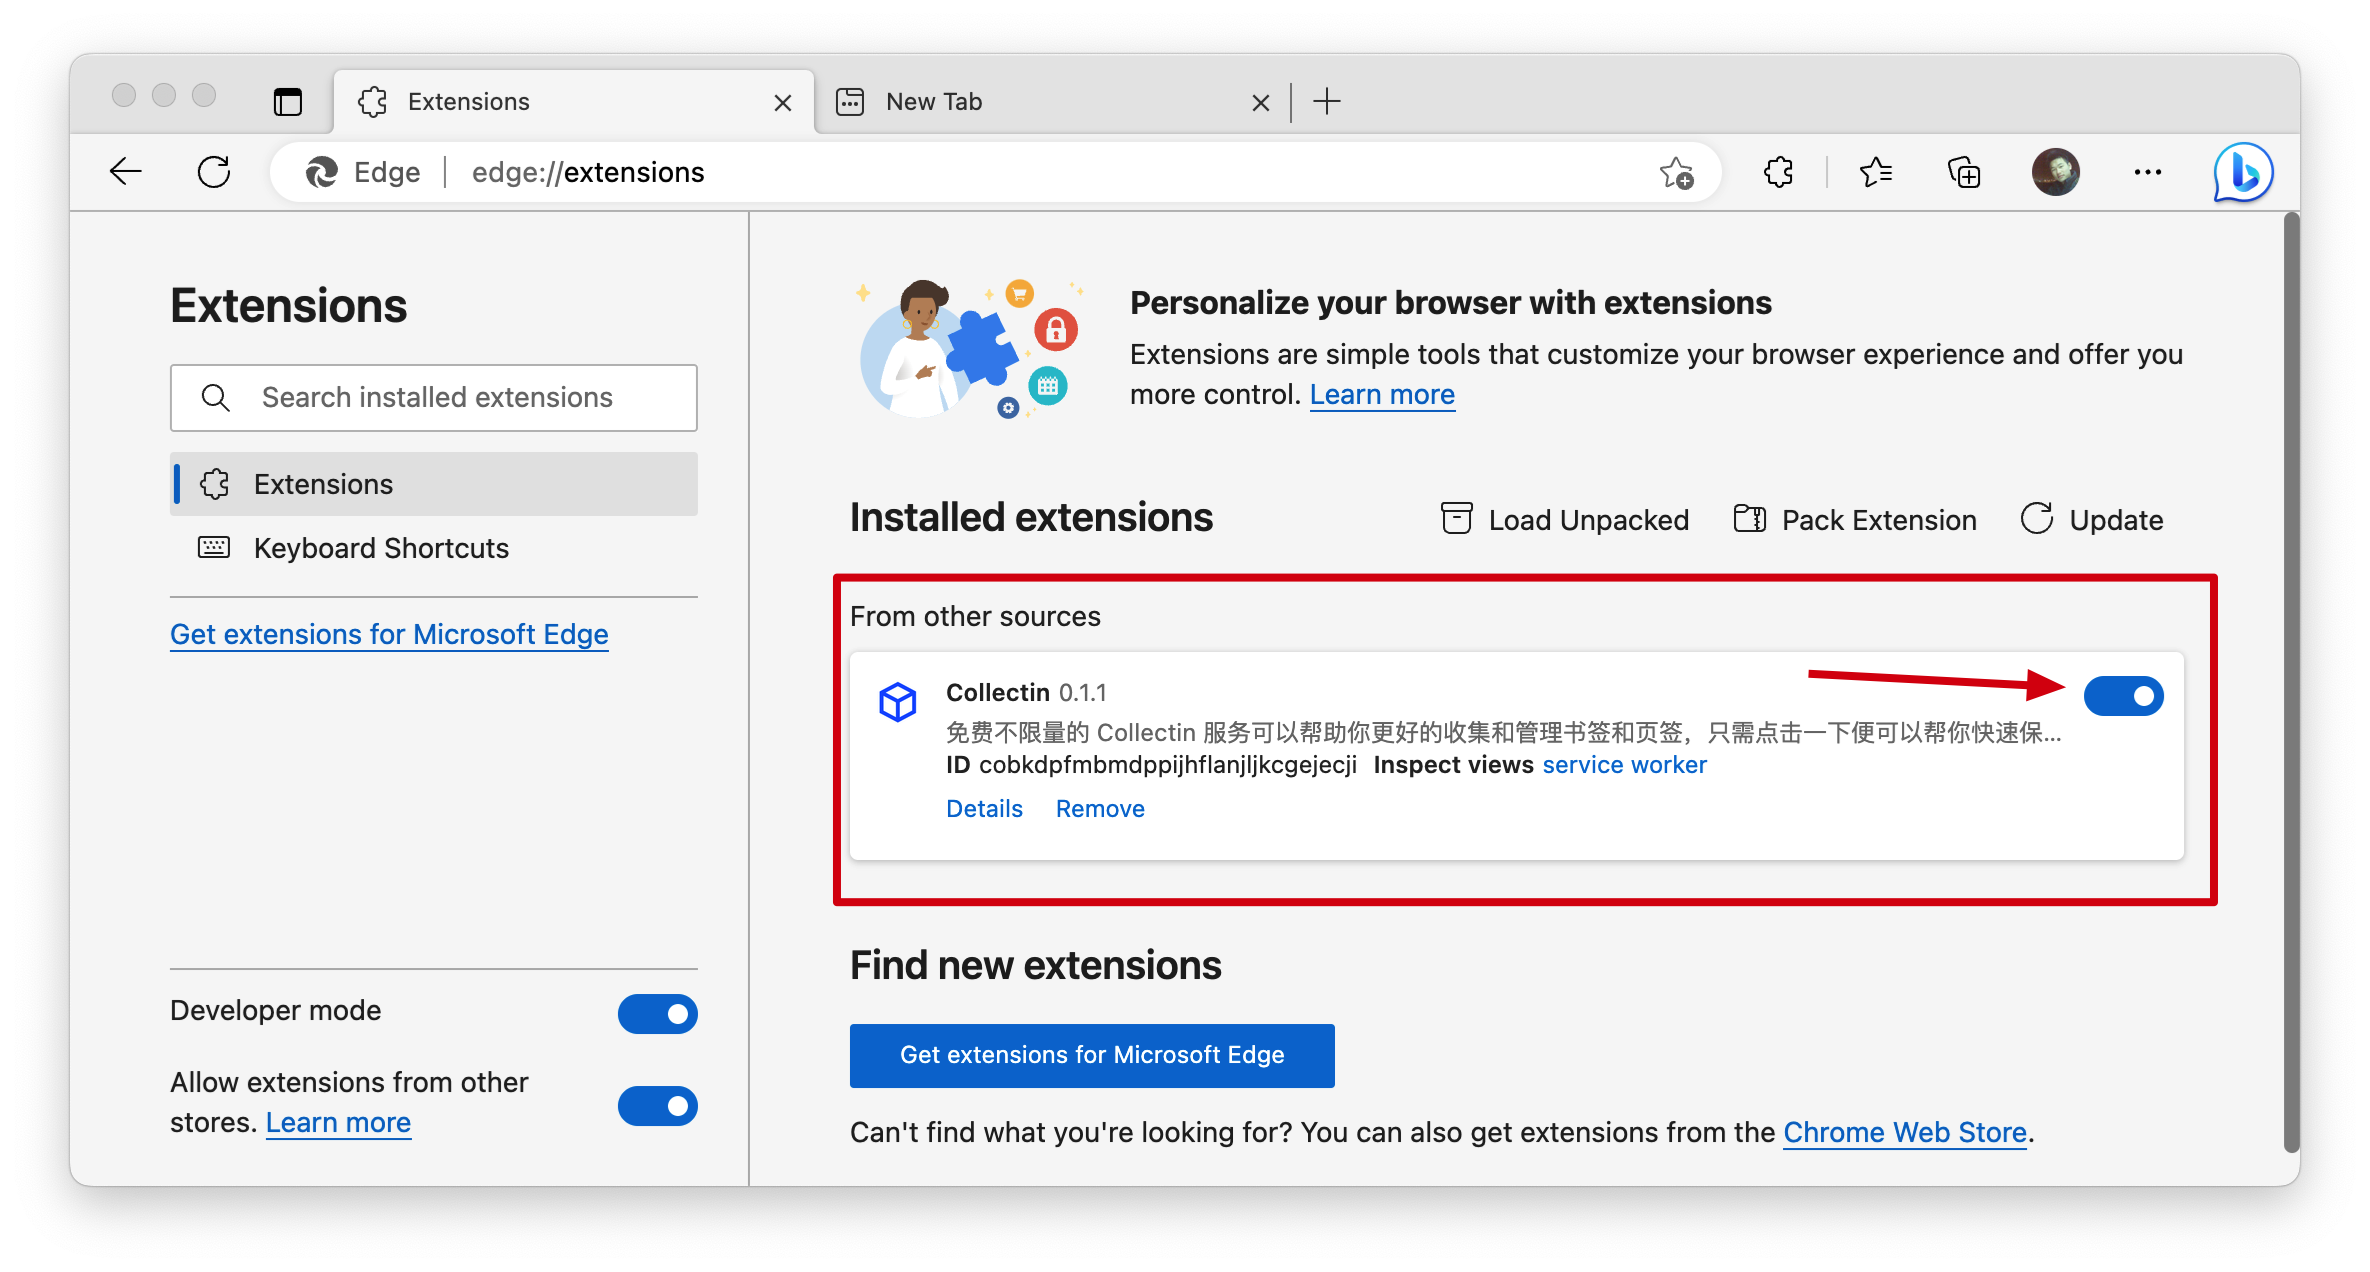 Extensions
New Tab
Edge
edge://extensions
Extensions
Search installed extensions
Extensions
Keyboard Shortcuts
Get extensions for Microsoft Edge
Developer mode
Allow extensions from other
stores. Learn more
Personalize your browser with extensions
Extensions are simple tools that customize your browser experience and offer you
more control. Learn more
Installed extensions
Load Unpacked
Pack Extension
Update
From other sources
Collectin 0.1.1
免费不限量的 Collectin 服务可以帮助你更好的收集和管理书签和页签，只需点击一下便可以帮你快速保...
ID cobkdpfmbmdppijhflanjljkcgejecji Inspect views service worker
Details Remove
Find new extensions
Get extensions for Microsoft Edge
Can't find what you're looking for? You can also get extensions from the Chrome Web Store.